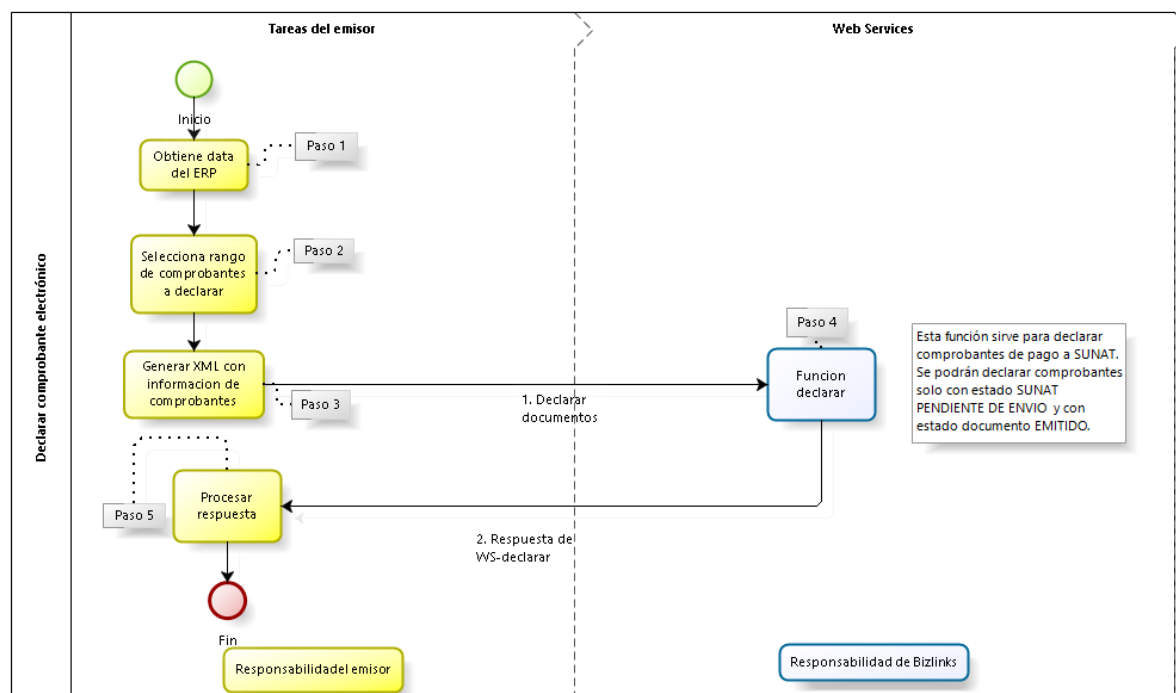 Tareas del emisor
Web Services
Declarar comprobante electrónico
Inicio
Obtiene data
del ERP
Paso 1
Selecciona rango
de comprobantes
a declarar
Paso 2
Generar XML con
informacion de
comprobantes
Paso 3
1. Declarar
documentos
Paso 4
Funcion
declarar
Esta función sirve para declarar
comprobantes de pago a SUNAT.
Se podrán declarar comprobantes
solo con estado SUNAT
PENDIENTE DE ENVIO y con
estado documento EMITIDO.
Procesar
respuesta
Paso 5
2. Respuesta de
WS-declarar
Fin
Responsabilidadel emisor
Responsabilidad de Bizlinks